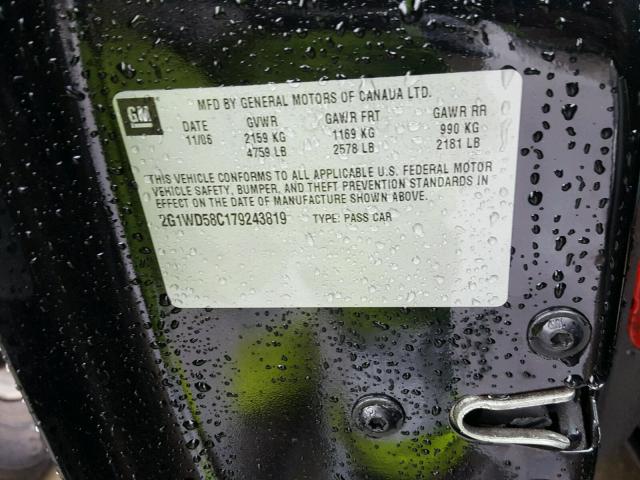 GM
MFD BY GENERAL MOTORS OF CANADA LTD.
DATE GVWR GAWR FRT GAWR RR
11/06 2159 KG 1169 KG 990 KG
4759 LB 2578 LB 2181 LB
THIS VEHICLE CONFORMS TO ALL APPLICABLE U.S. FEDERAL MOTOR
VEHICLE SAFETY, BUMPER, AND THEFT PREVENTION STANDARDS IN
EFFECT ON THE DATE OF MANUFACTURE SHOWN ABOVE.
2G1WD58C179243819 TYPE: PASS CAR